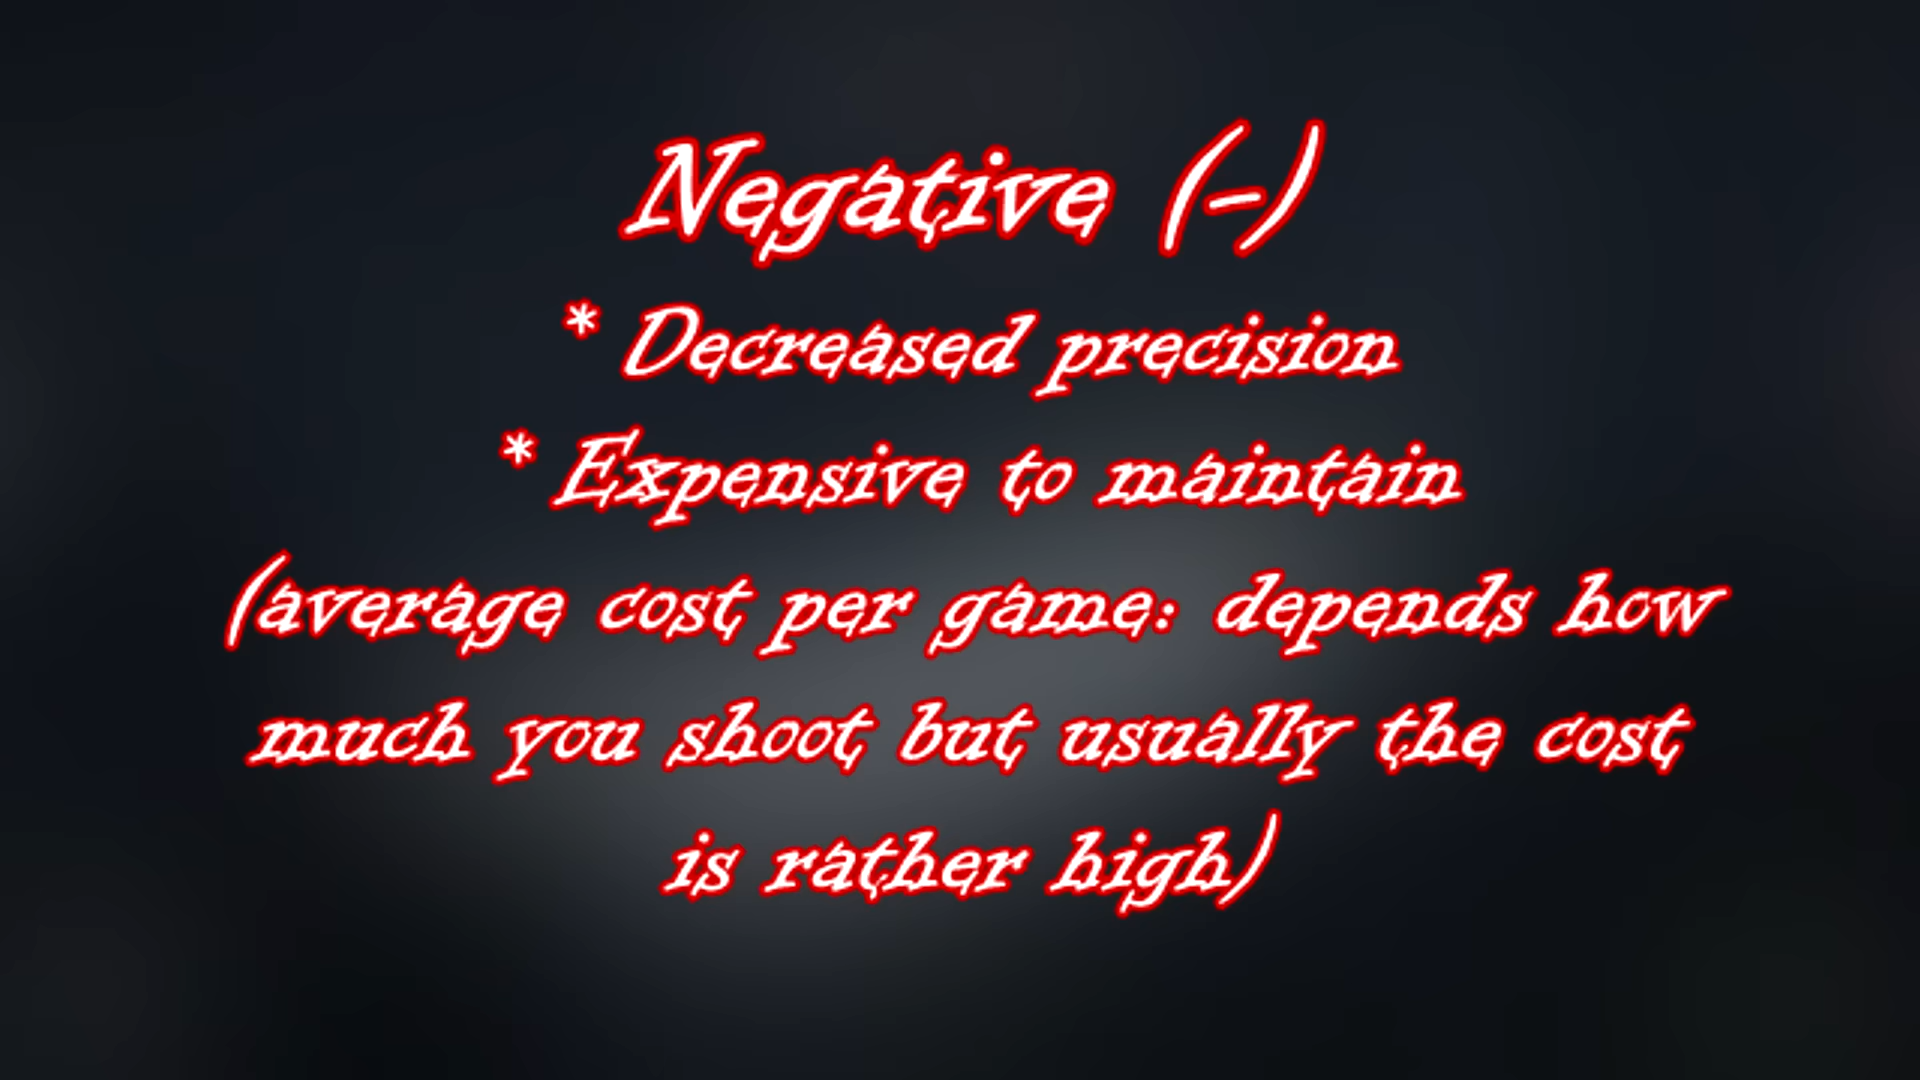 Negative (-)
* Decreased precision
* Expensive to maintain
(average cost per game: depends how
much you shoot but usually the cost
is rather high)